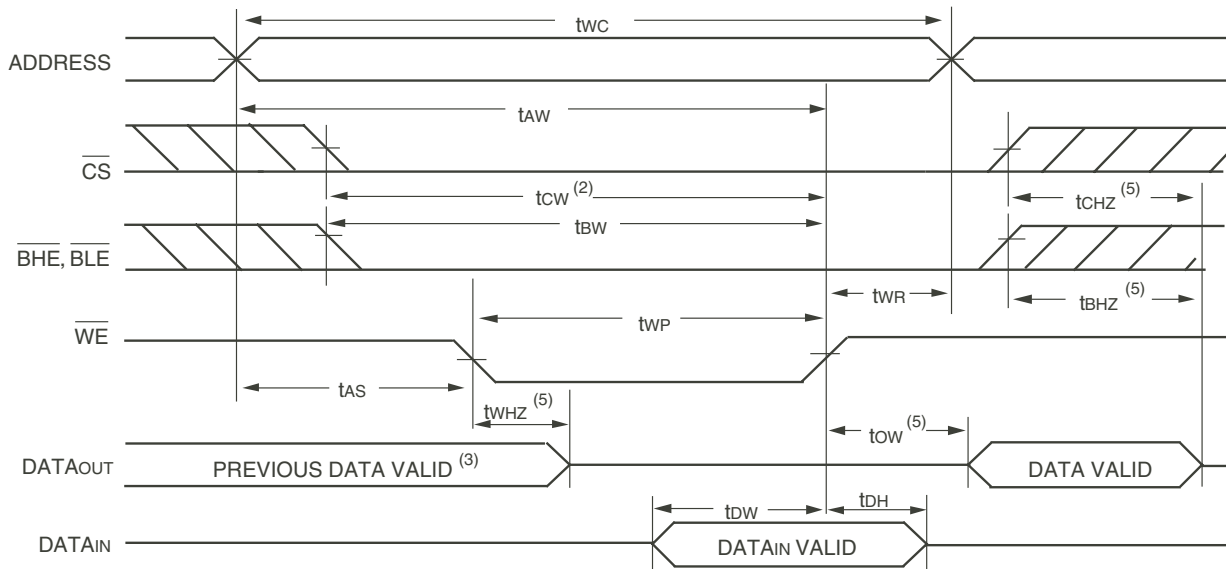 tWC
ADDRESS
tAW
CS
tCW (2)
tCHZ (5)
tBW
BHE, BLE
tWR
tBHZ (5)
tWP
WE
tAS
tWHZ (5)
tOW (5)
DATAOUT
PREVIOUS DATA VALID (3)
DATA VALID
tDW
tDH
DATAIN
DATAIN VALID